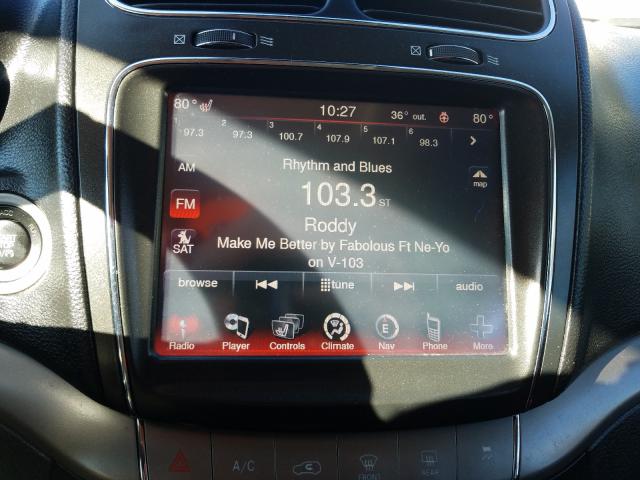 80° 10:27 36° out. 80°
1 2 3 4 5 6
97.3 97.3 100.7 107.9 107.1 98.3
AM Rhythm and Blues
FM 103.3 ST map
Roddy
SAT Make Me Better by Fabolous Ft Ne-Yo
on V-103
browse tune audio
E
Radio Player Controls Climate Nav Phone More
A/C FRONT REAR